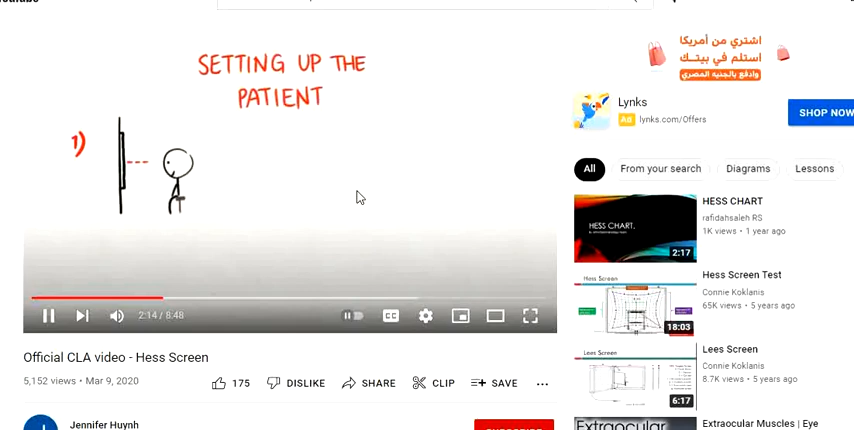 SETTING UP THE
PATIENT
1)
2:14 / 8:48
CC
Official CLA video - Hess Screen
5,152 views • Mar 9, 2020
175
DISLIKE
SHARE
CLIP
SAVE
Jennifer Huynh
اشتري من أمريكا
استلم في بيتك
وادفع بالجنيه المصري
Lynks
Ad
lynks.com/Offers
SHOP NOW
All
From your search
Diagrams
Lessons
HESS CHART,
2:17
HESS CHART
rafidahsaleh RS
1K views • 1 year ago
Hess Screen
18:03
Hess Screen Test
Connie Koklanis
65K views • 5 years ago
Lees Screen
6:17
Lees Screen
Connie Koklanis
8.7K views • 5 years ago
Extraocular
Extraocular Muscles | Eye